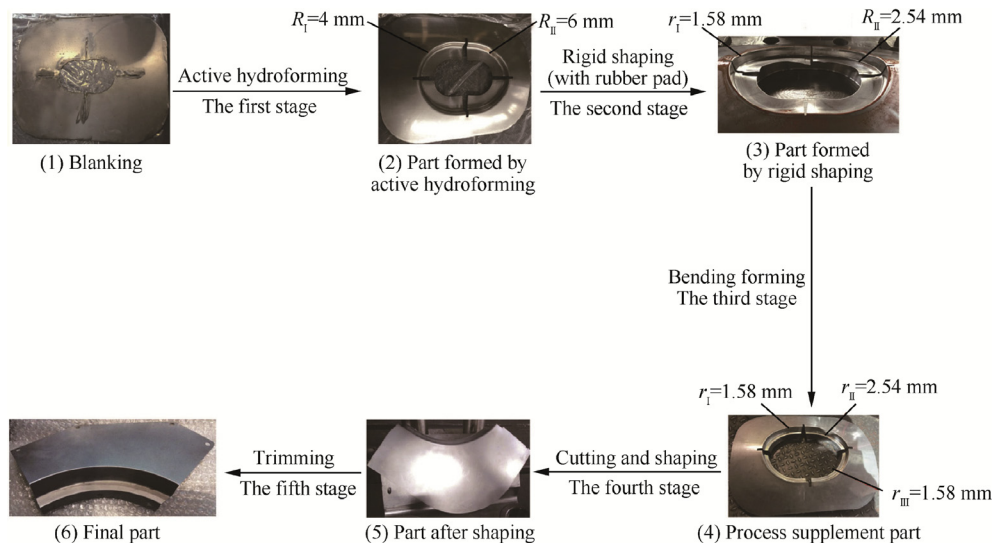 R_I=4 mm
R_II=6 mm
r_I=1.58 mm
R_II=2.54 mm
Active hydroforming
The first stage
Rigid shaping
(with rubber pad)
The second stage
(1) Blanking
(2) Part formed by
active hydroforming
(3) Part formed
by rigid shaping
Bending forming
The third stage
r_I=1.58 mm
r_II=2.54 mm
r_III=1.58 mm
Trimming
The fifth stage
Cutting and shaping
The fourth stage
(6) Final part
(5) Part after shaping
(4) Process supplement part